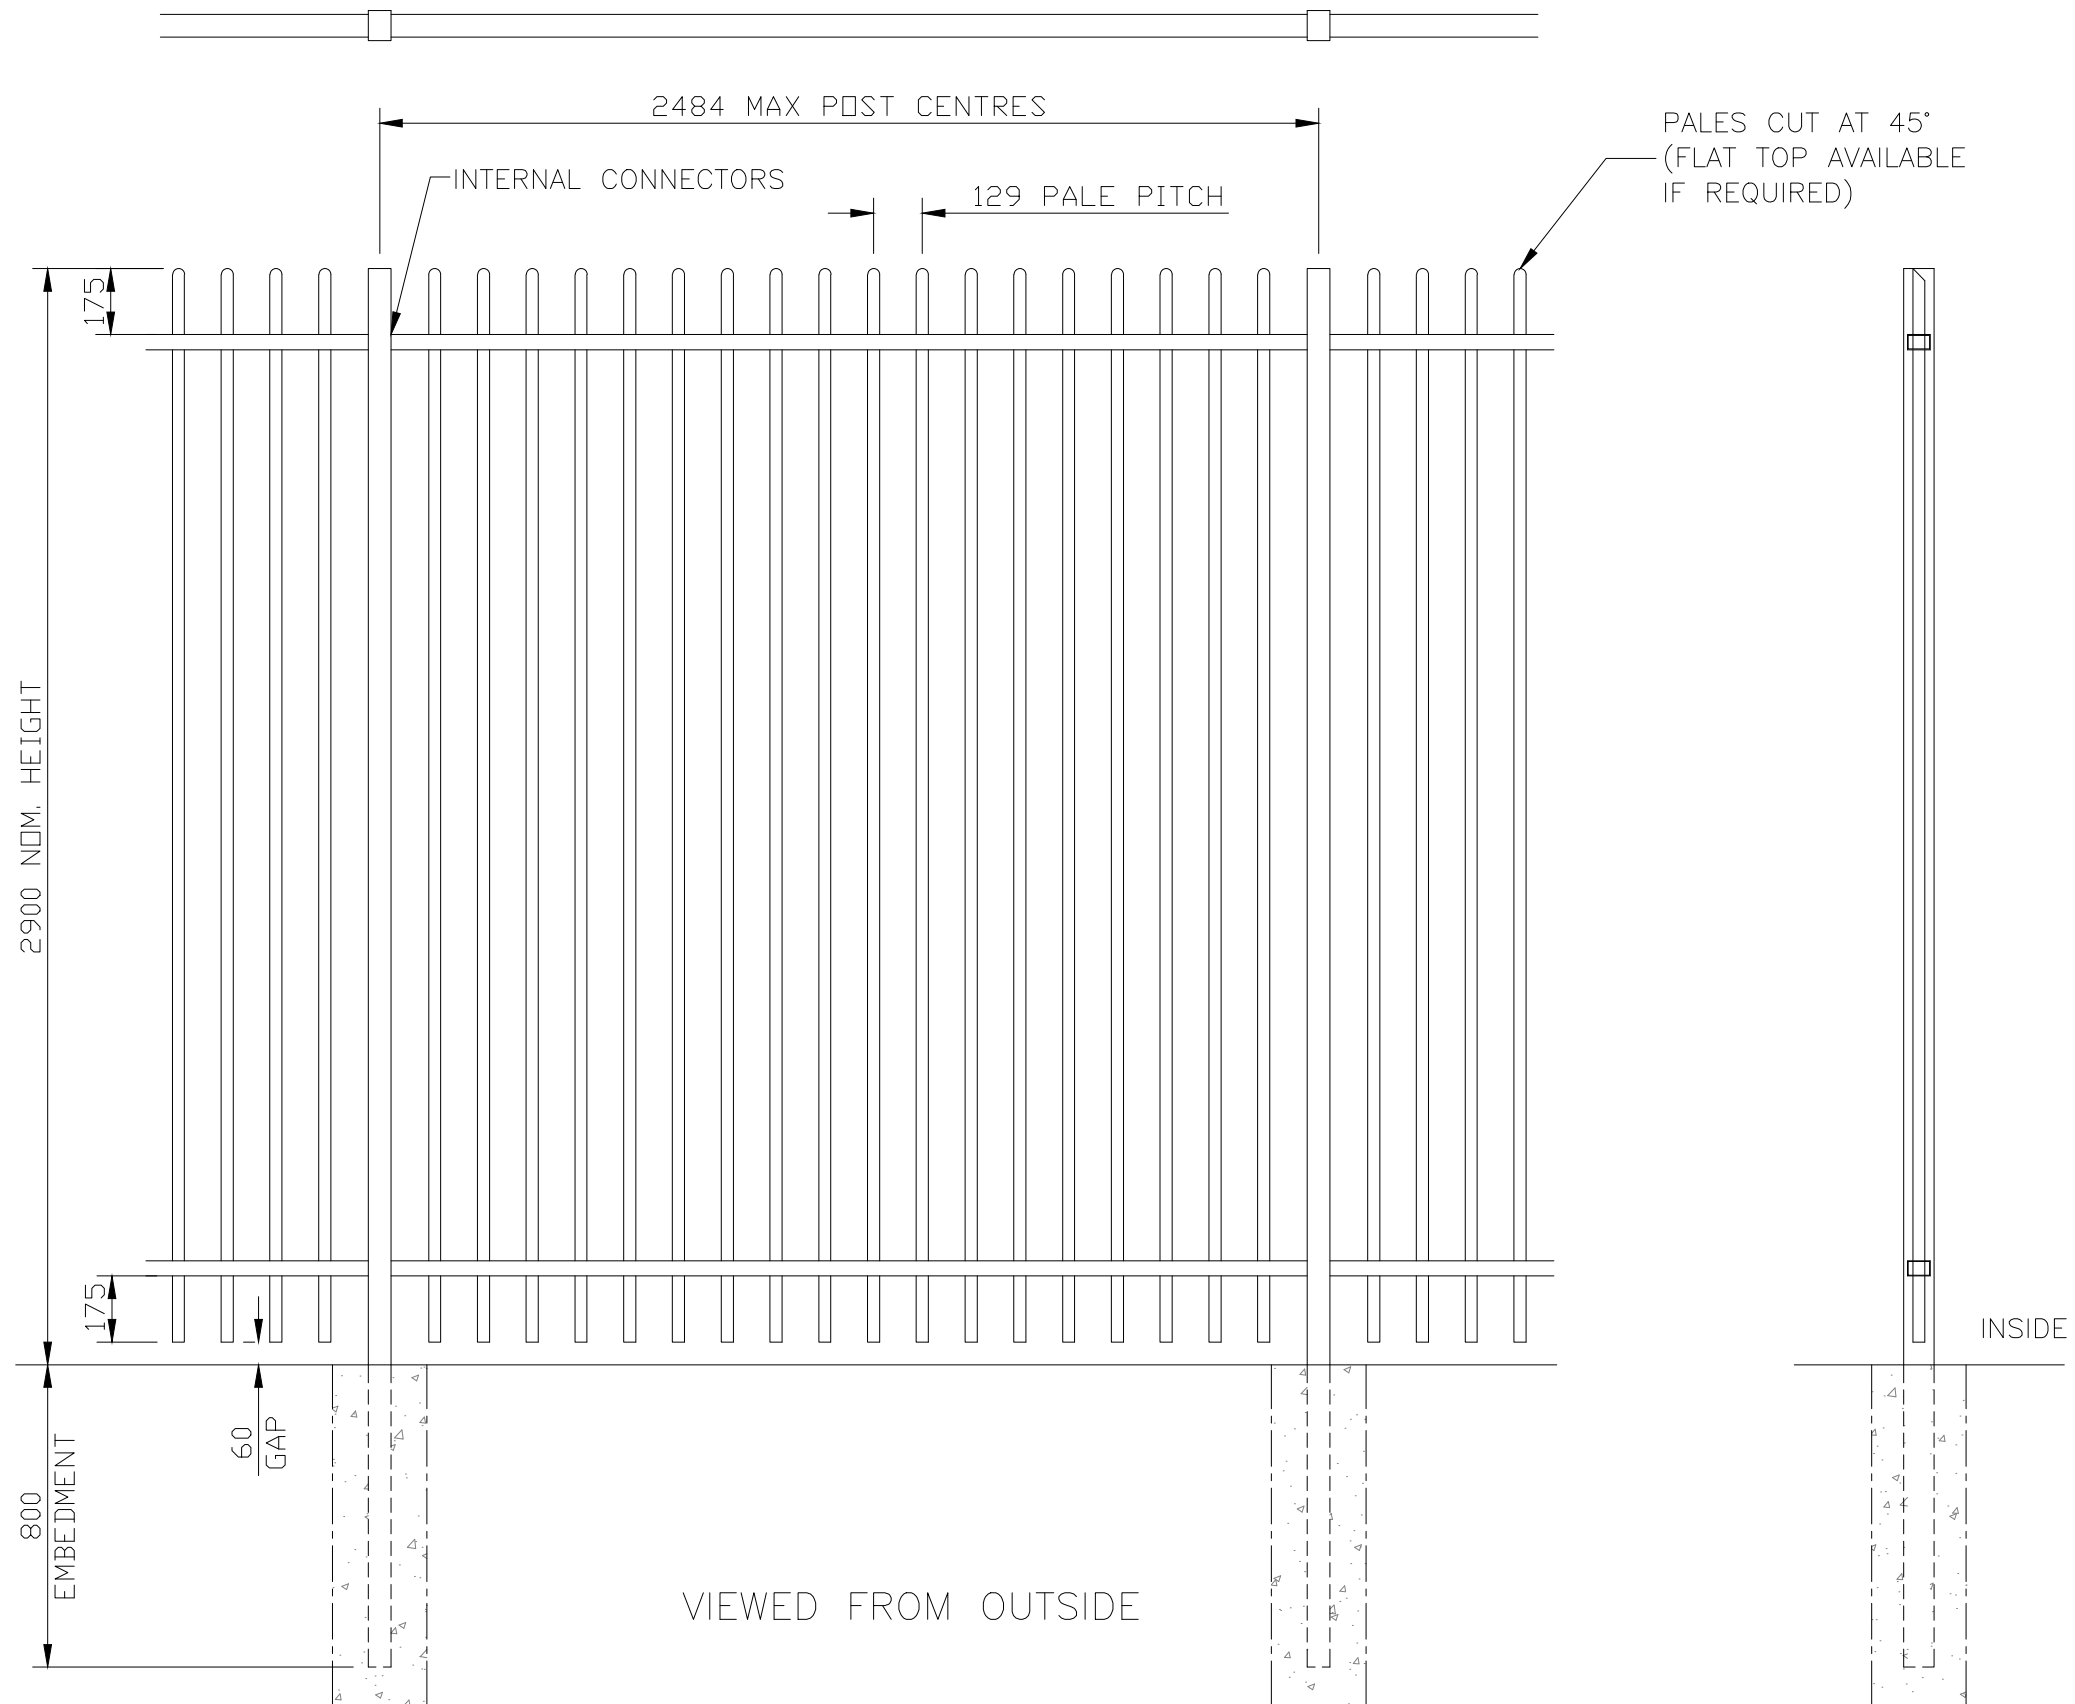 2484 MAX POST CENTRES
PALES CUT AT 45°
(FLAT TOP AVAILABLE
IF REQUIRED)
INTERNAL CONNECTORS
129 PALE PITCH
175
2900 NOM. HEIGHT
175
INSIDE
60
GAP
800
EMBEDMENT
VIEWED FROM OUTSIDE